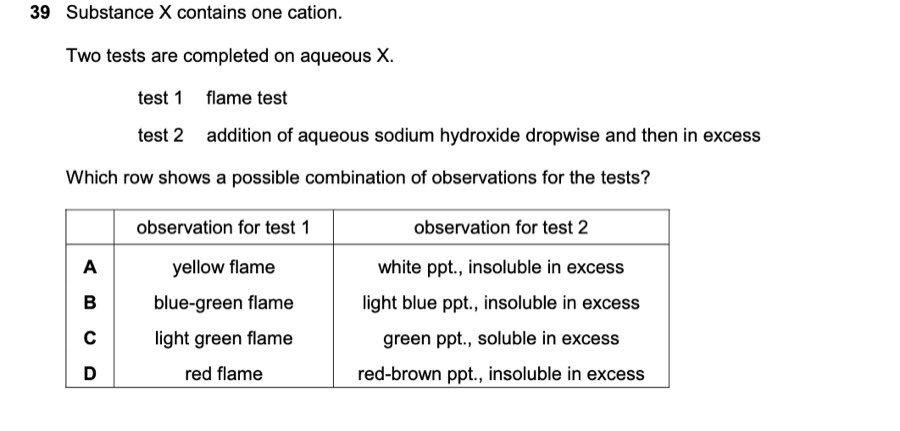 39 Substance X contains one cation.
Two tests are completed on aqueous X.
test 1 flame test
test 2 addition of aqueous sodium hydroxide dropwise and then in excess
Which row shows a possible combination of observations for the tests?
observation for test 1 observation for test 2
A yellow flame white ppt., insoluble in excess
B blue-green flame light blue ppt., insoluble in excess
C light green flame green ppt., soluble in excess
D red flame red-brown ppt., insoluble in excess